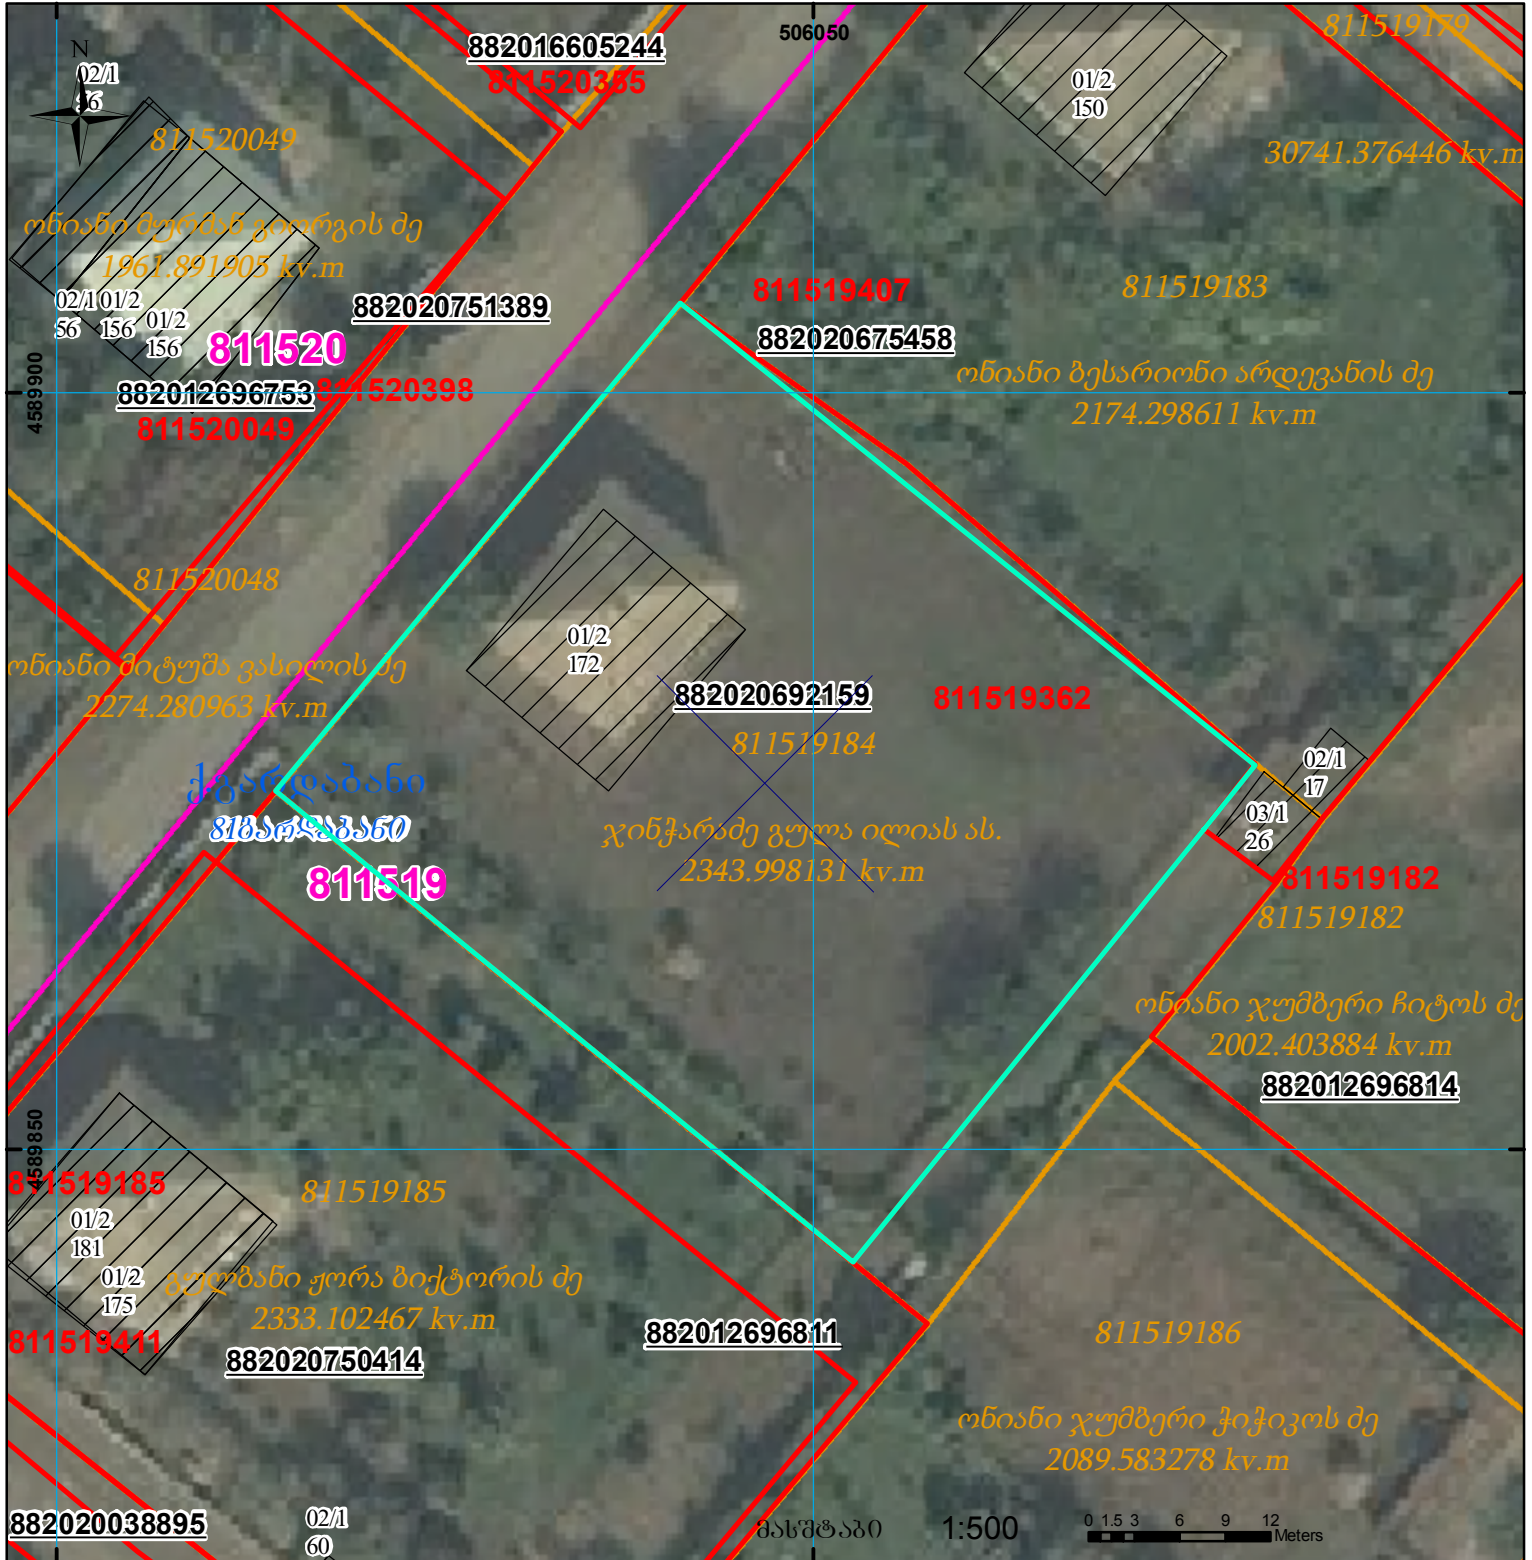 506050
811519179
882016605244
811520355
N
02/1
56
01/2
150
811520049
30741.376446 kv.m
ონიანი მურმან გიორგის ძე
1961.891905 kv.m
811519407
811519183
02/1
56
01/2
156
01/2
156
882020751389
882020675458
811520
4589900
ონიანი ბესარიონი არდევანის ძე
2174.298611 kv.m
882012696753
811520398
811520049
811520048
01/2
172
ონიანი მიტუშა ვასილის ძე
2274.280963 kv.m
882020692159
811519362
811519184
02/1
17
ქ.გარდაბანი
03/1
26
ჯინჭარაძე გულა ილიას ას.
2343.998131 kv.m
811519
811519182
811519182
ონიანი ჯუმბერი ჩიტოს ძე
2002.403884 kv.m
882012696814
4589850
811519185
811519185
01/2
181
01/2
175
გულბანი ჟორა ბიქტორის ძე
2333.102467 kv.m
811519411
882020750414
882012696811
811519186
ონიანი ჯუმბერი ჭიჭიკოს ძე
2089.583278 kv.m
882020038895
02/1
60
მასშტაბი 1:500
0 1.5 3 6 9 12
Meters